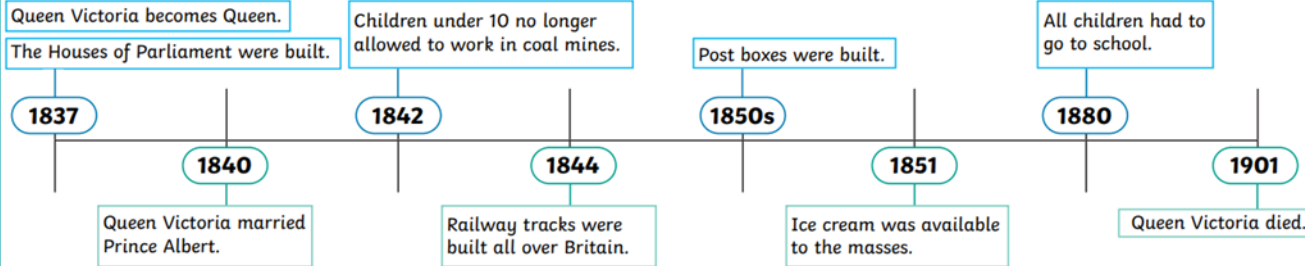 Queen Victoria becomes Queen.
The Houses of Parliament were built.
1837
1840
Queen Victoria married
Prince Albert.
Children under 10 no longer
allowed to work in coal mines.
1842
1844
Railway tracks were
built all over Britain.
Post boxes were built.
1850s
1851
Ice cream was available
to the masses.
All children had to
go to school.
1880
1901
Queen Victoria died.